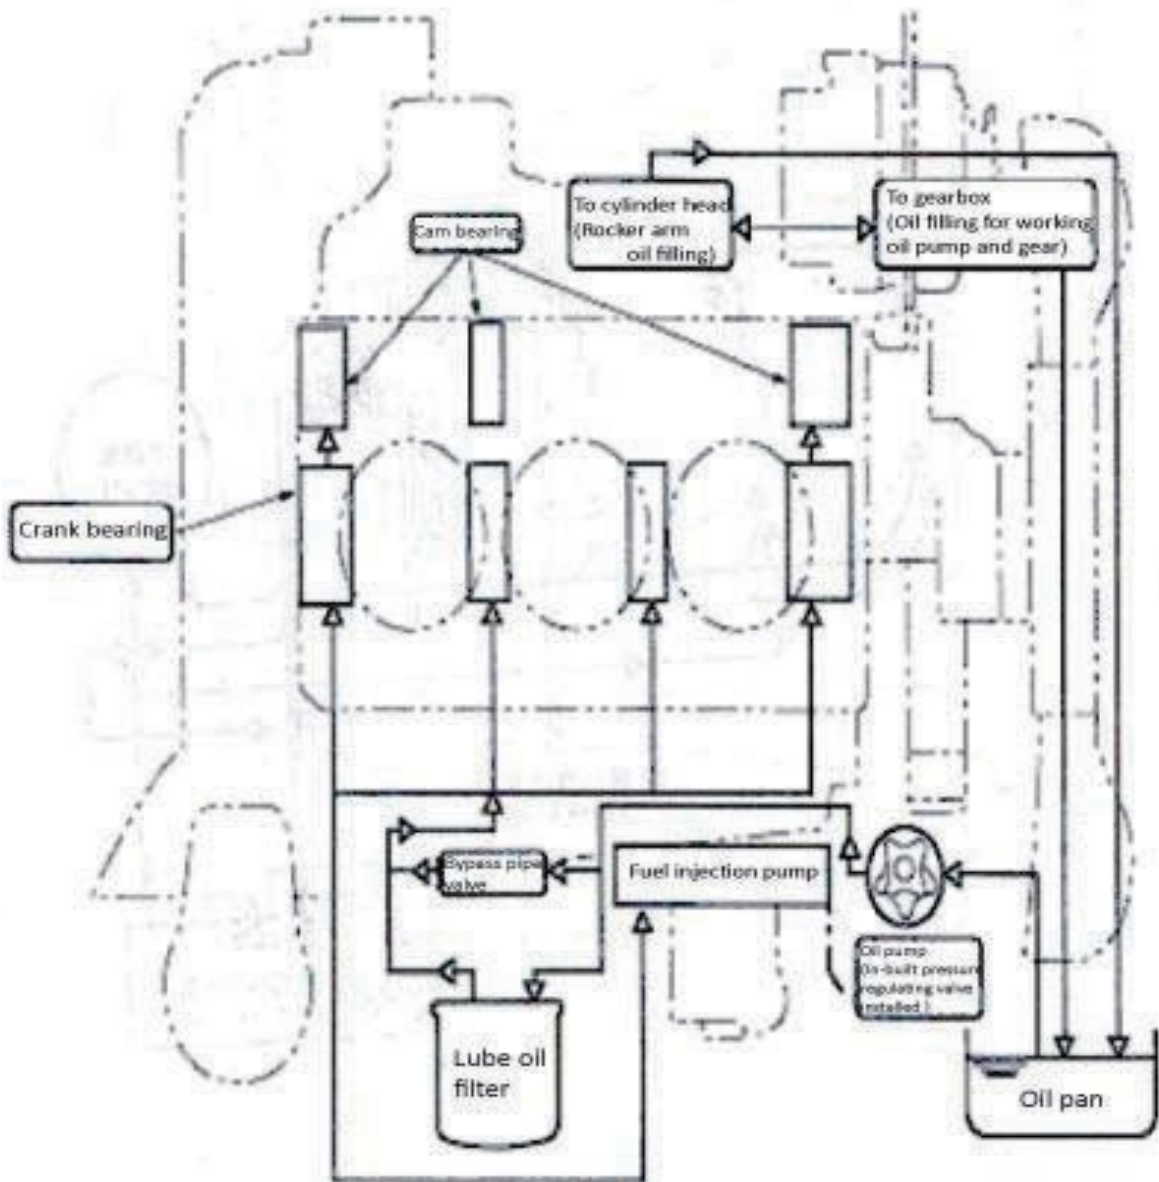 To cylinder head
(Rocker arm
oil filling)
To gearbox
(Oil filling for working
oil pump and gear)
Cam bearing
Crank bearing
Bypass pipe
valve
Fuel injection pump
Oil pump
(In-built pressure
regulating valve
installed.)
Lube oil
filter
Oil pan